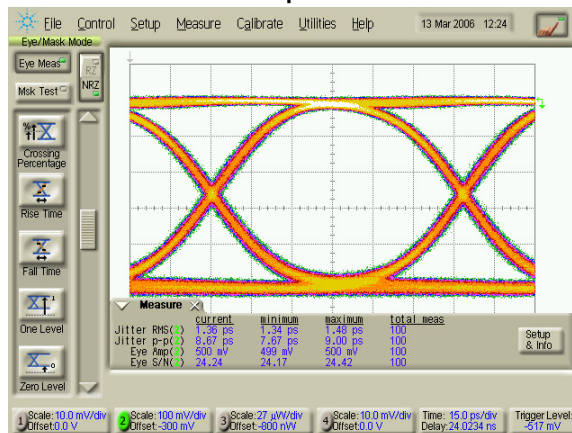 File Control Setup Measure Calibrate Utilities Help 13 Mar 2006 12:24
Eye/Mask Mode
Eye Meas
RZ
NRZ
Msk Test
Crossing
Percentage
Rise Time
Fall Time
One Level
Zero Level
Measure
current minimum maximum total meas
Jitter RMS(2) 1.36 ps 1.34 ps 1.48 ps 100
Jitter p-p(2) 8.67 ps 7.67 ps 9.00 ps 100
Eye Amp(2) 500 mV 499 mV 500 mV 100
Eye S/N(2) 24.24 24.17 24.42 100
Setup
& Info
1 Scale: 10.0 mV/div Offset:0.0 V
2 Scale: 100 mV/div Offset:-300 mV
3 Scale:27 µW/div Offset:-800 nW
4 Scale: 10.0 mV/div Offset:0.0 V
Time: 15.0 ps/div Delay:24.0234 ns
Trigger Level: -517 mV